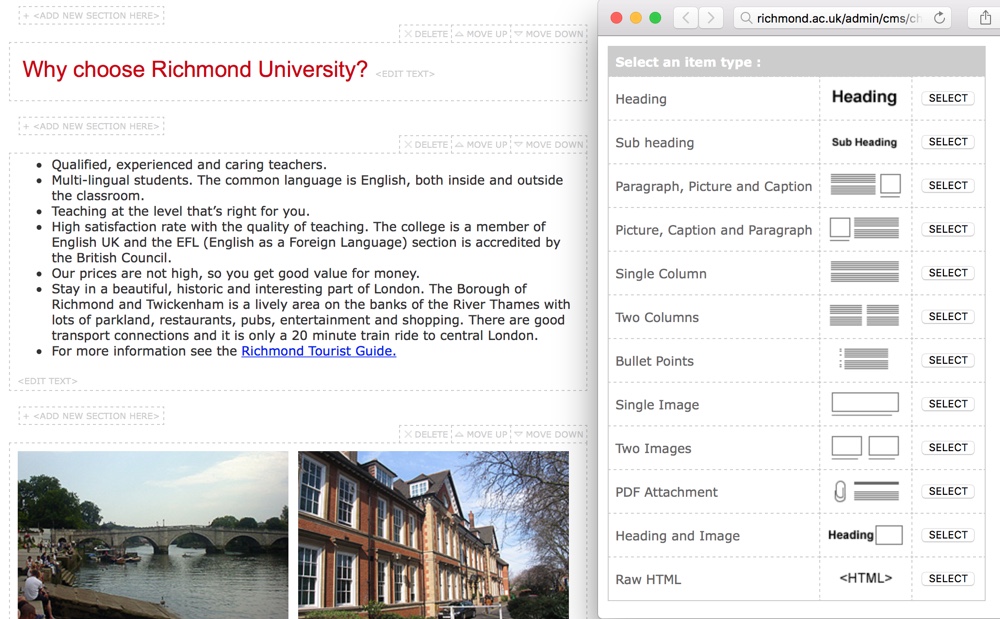 + <ADD NEW SECTION HERE>
DELETE MOVE UP MOVE DOWN
Why choose Richmond University? <EDIT TEXT>
+ <ADD NEW SECTION HERE>
DELETE MOVE UP MOVE DOWN
• Qualified, experienced and caring teachers.
• Multi-lingual students. The common language is English, both inside and outside
the classroom.
• Teaching at the level that’s right for you.
• High satisfaction rate with the quality of teaching. The college is a member of
English UK and the EFL (English as a Foreign Language) section is accredited by
the British Council.
• Our prices are not high, so you get good value for money.
• Stay in a beautiful, historic and interesting part of London. The Borough of
Richmond and Twickenham is a lively area on the banks of the River Thames with
lots of parkland, restaurants, pubs, entertainment and shopping. There are good
transport connections and it is only a 20 minute train ride to central London.
• For more information see the Richmond Tourist Guide.
<EDIT TEXT>
+ <ADD NEW SECTION HERE>
DELETE MOVE UP MOVE DOWN
richmond.ac.uk/admin/cms/ch
Select an item type :
Heading Heading SELECT
Sub heading Sub Heading SELECT
Paragraph, Picture and Caption SELECT
Picture, Caption and Paragraph SELECT
Single Column SELECT
Two Columns SELECT
Bullet Points SELECT
Single Image SELECT
Two Images SELECT
PDF Attachment SELECT
Heading and Image Heading SELECT
Raw HTML <HTML> SELECT